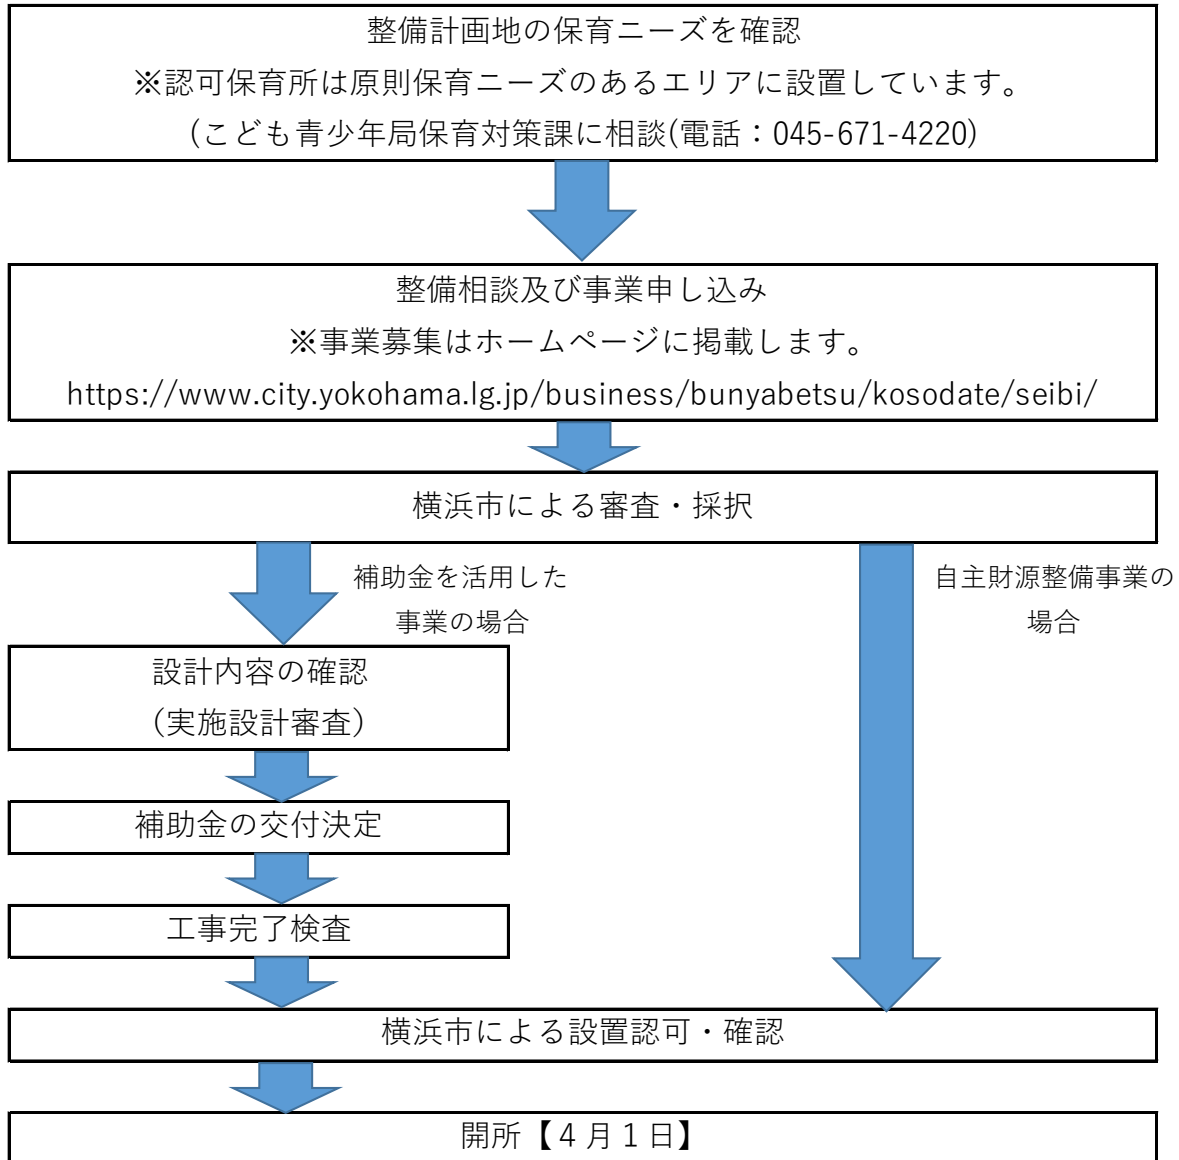 整備計画地の保育ニーズを確認
※認可保育所は原則保育ニーズのあるエリアに設置しています。
(こども青少年局保育対策課に相談(電話：045-671-4220)
整備相談及び事業申し込み
※事業募集はホームページに掲載します。
https://www.city.yokohama.lg.jp/business/bunyabetsu/kosodate/seibi/
横浜市による審査・採択
補助金を活用した
事業の場合
自主財源整備事業の
場合
設計内容の確認
（実施設計審査）
補助金の交付決定
工事完了検査
横浜市による設置認可・確認
開所【４月１日】